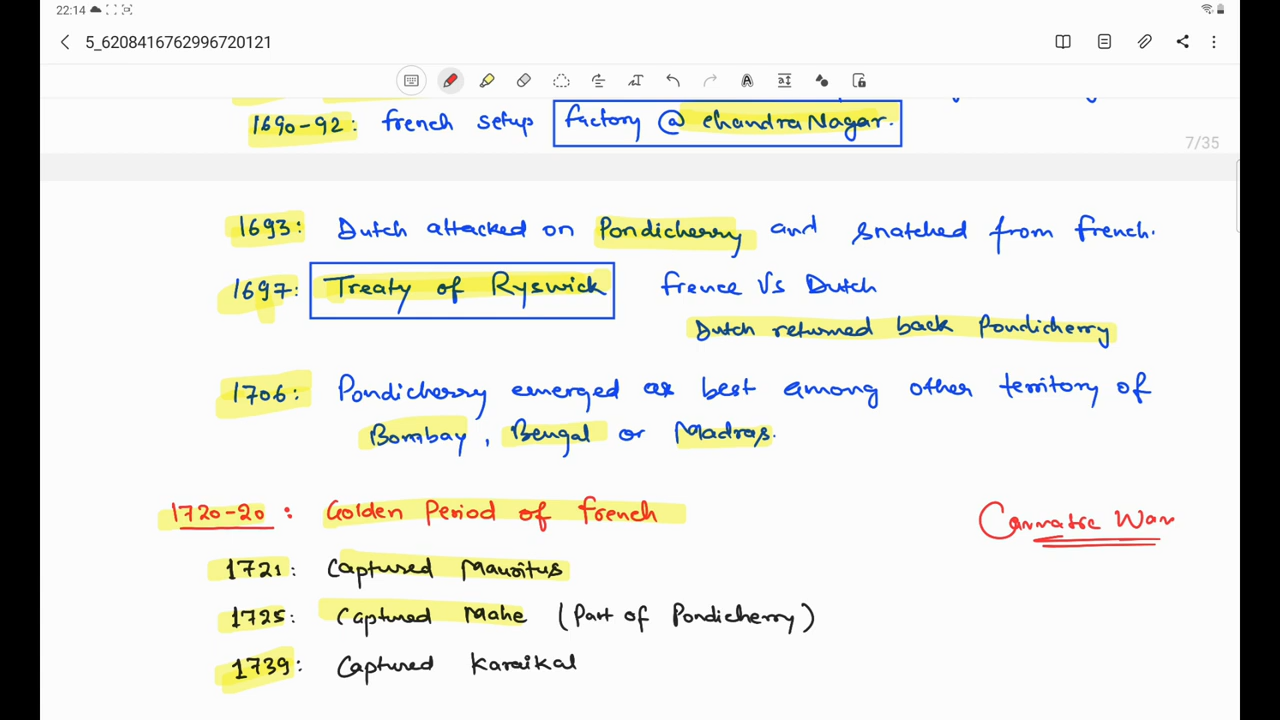 22:14
5_6208416762996720121
1690-92: french setup factory @ chandraNagar.
7/35
1693: Dutch attacked on Pondicherry and snatched from french.
1697: Treaty of Ryswick frence Vs Dutch
Dutch returned back Pondicherry
1706: Pondicherry emerged as best among other territory of
Bombay, Bengal or Madras.
1720-20: Golden Period of french
Carnatic War
1721: Captured Mauritus
1725: Captured Mahe (Part of Pondicherry)
1739: Captured Karaikal